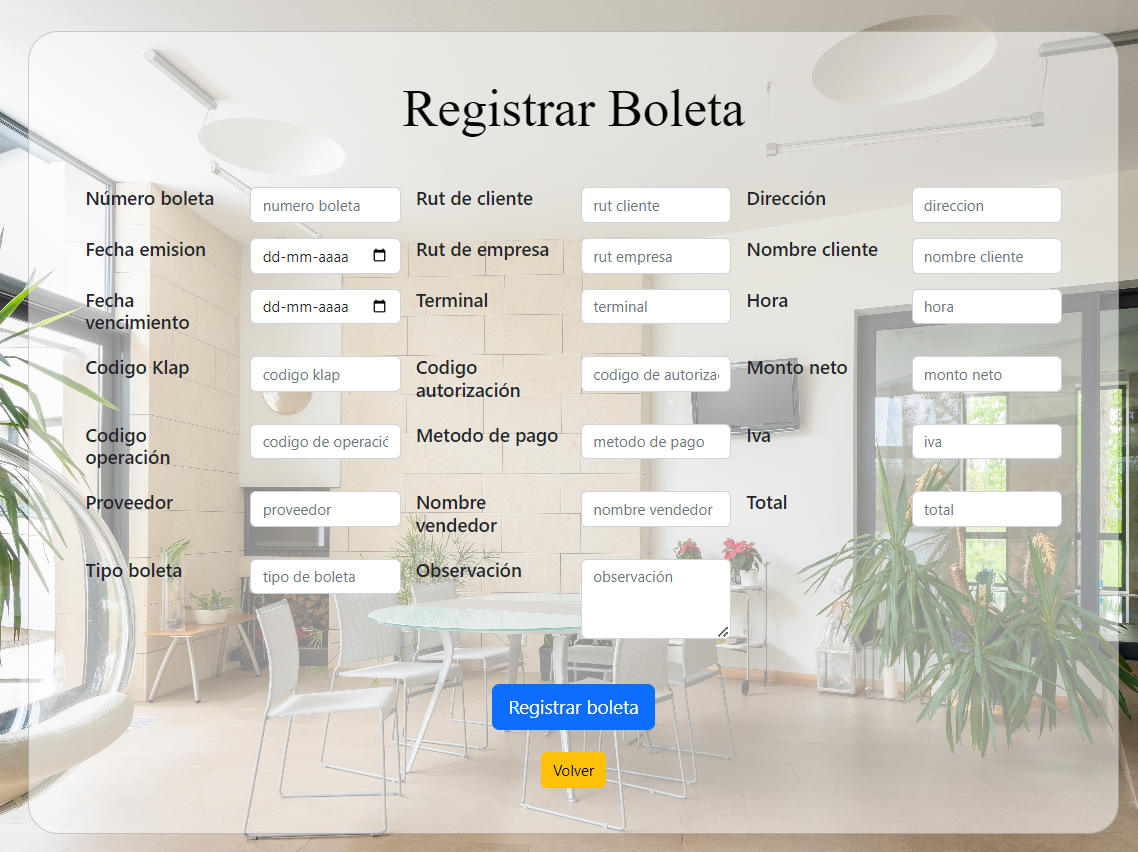 Registrar Boleta
Número boleta numero boleta Rut de cliente rut cliente Dirección direccion
Fecha emision dd-mm-aaaa Rut de empresa rut empresa Nombre cliente nombre cliente
Fecha vencimiento dd-mm-aaaa Terminal terminal Hora hora
Codigo Klap codigo klap Codigo autorización codigo de autoriza Monto neto monto neto
Codigo operación codigo de operació Metodo de pago metodo de pago Iva iva
Proveedor proveedor Nombre vendedor nombre vendedor Total total
Tipo boleta tipo de boleta Observación observación
Registrar boleta
Volver